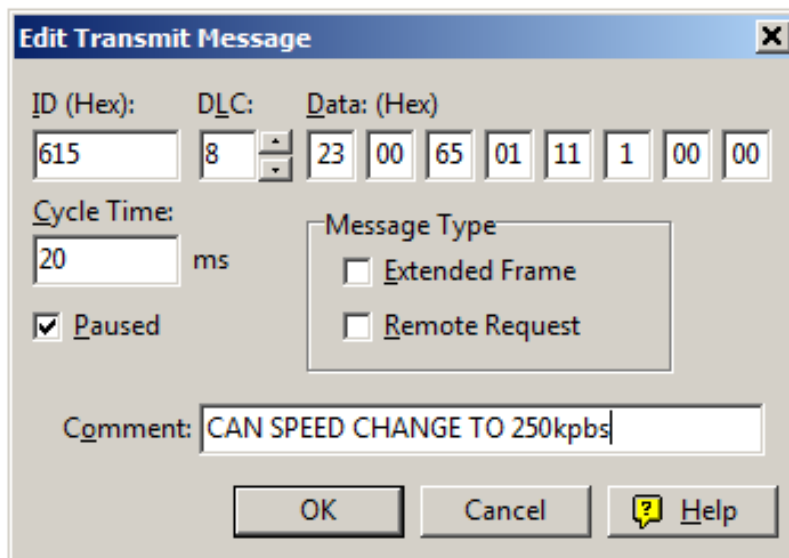 Edit Transmit Message
ID (Hex): DLC: Data: (Hex)
615 8 23 00 65 01 11 1 00 00
Cycle Time:
20 ms
Message Type
Extended Frame
Paused
Remote Request
Comment: CAN SPEED CHANGE TO 250kpbs
OK Cancel ? Help